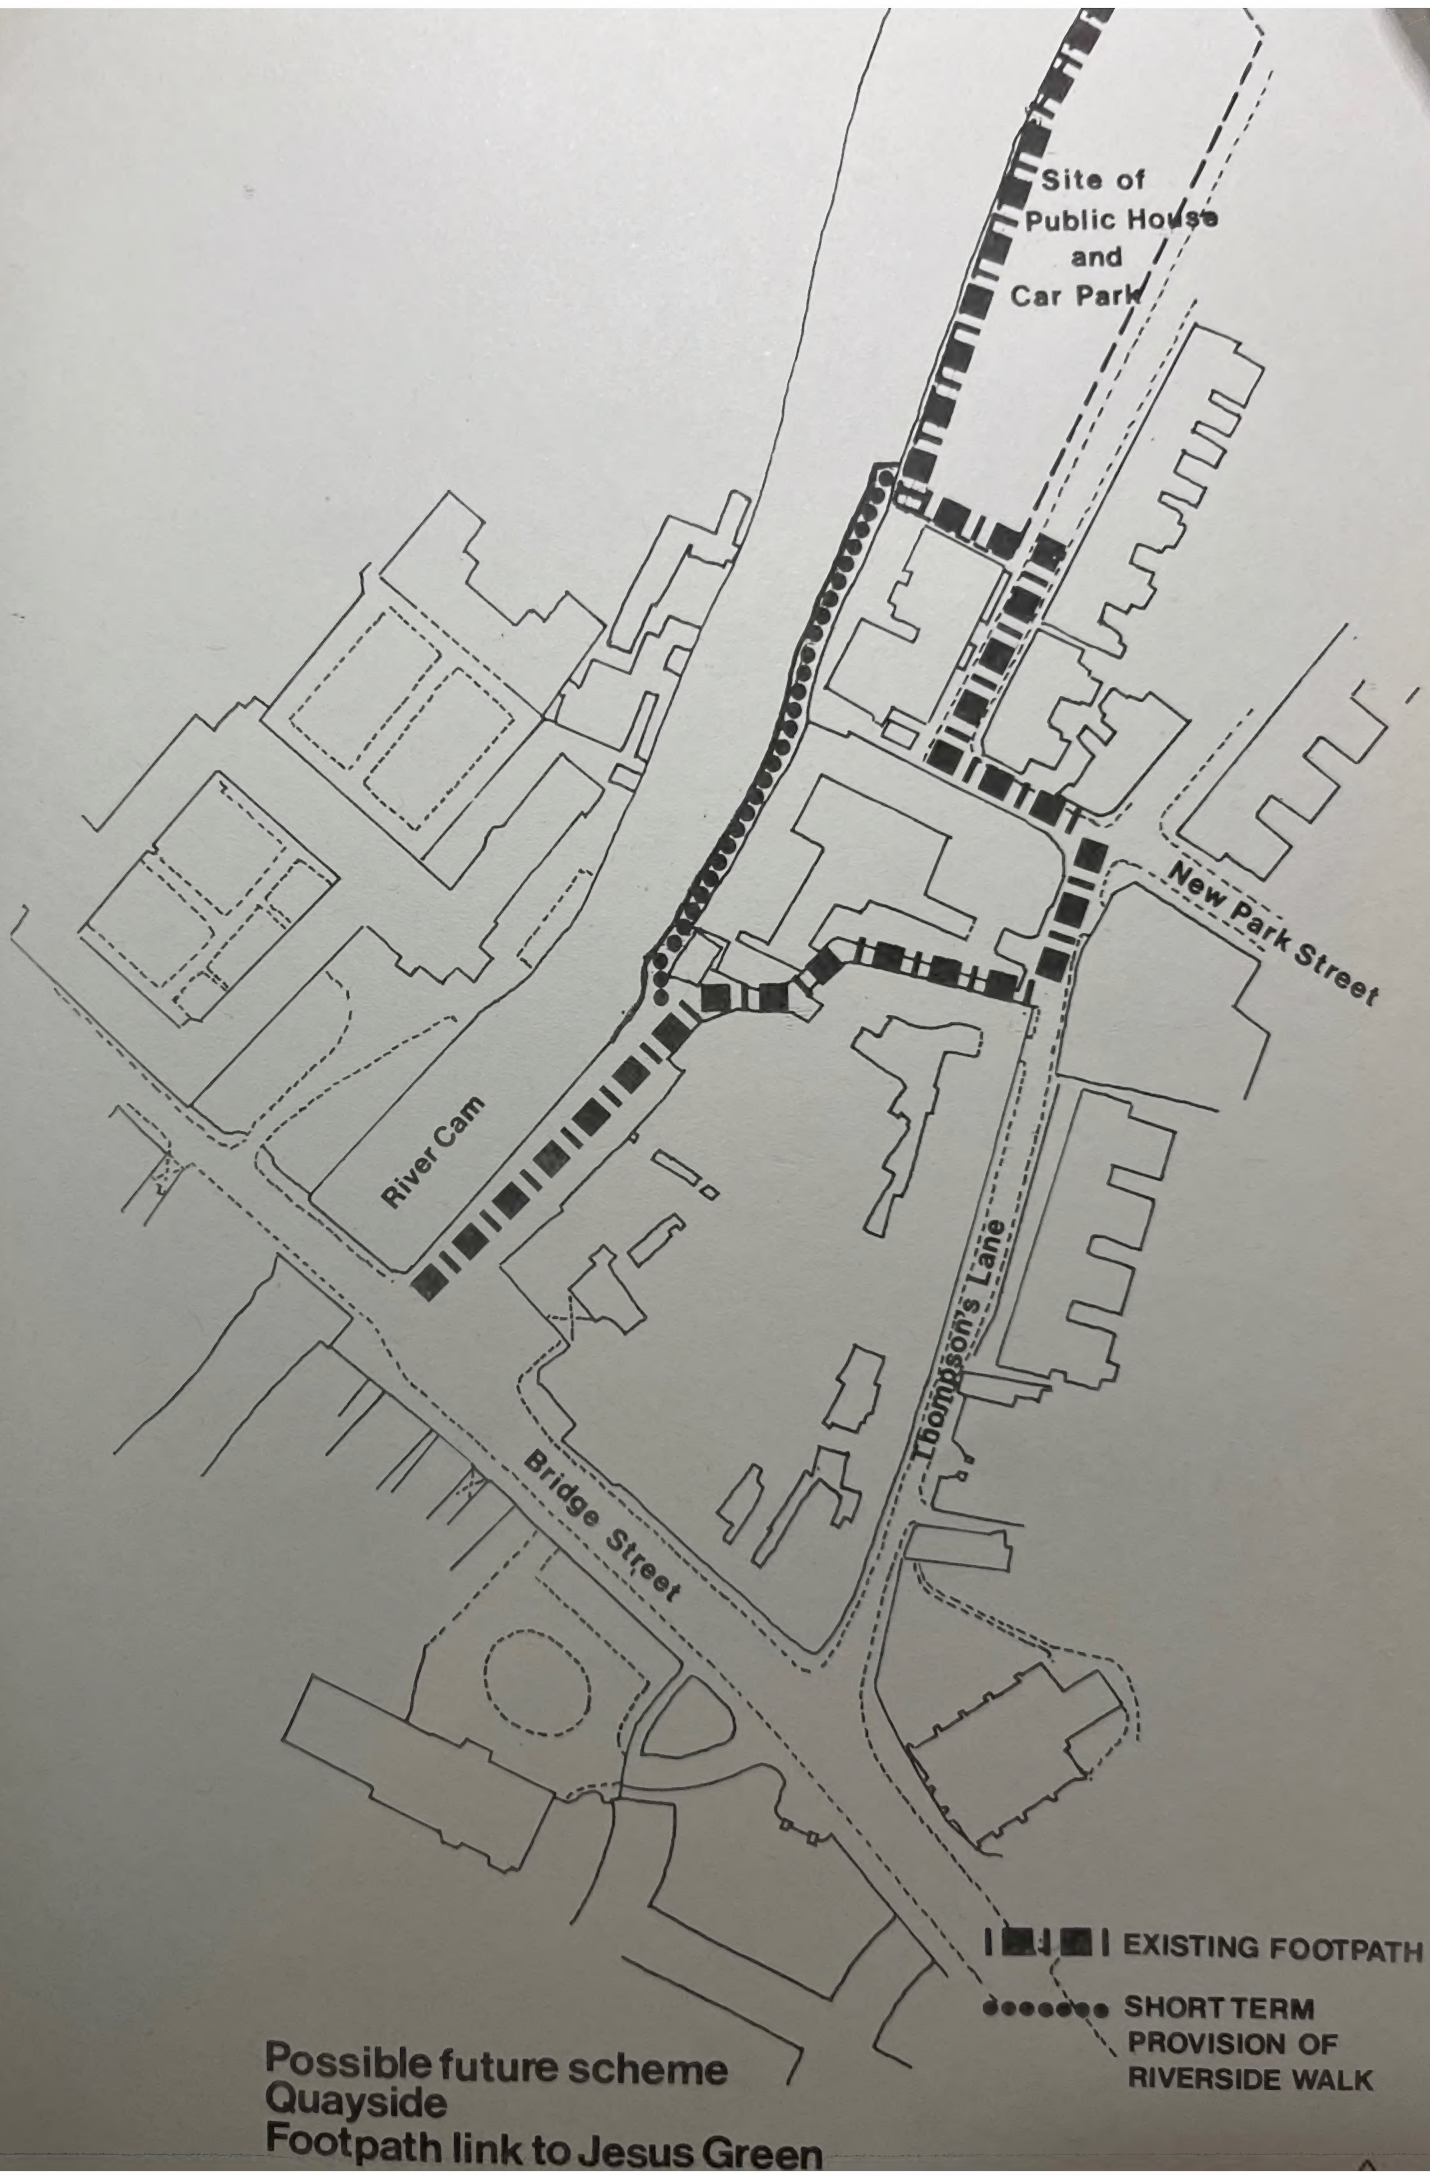 Site of
Public House
and
Car Park
New Park Street
River Cam
Thompson's Lane
Bridge Street
EXISTING FOOTPATH
SHORT TERM
PROVISION OF
RIVERSIDE WALK
Possible future scheme
Quayside
Footpath link to Jesus Green